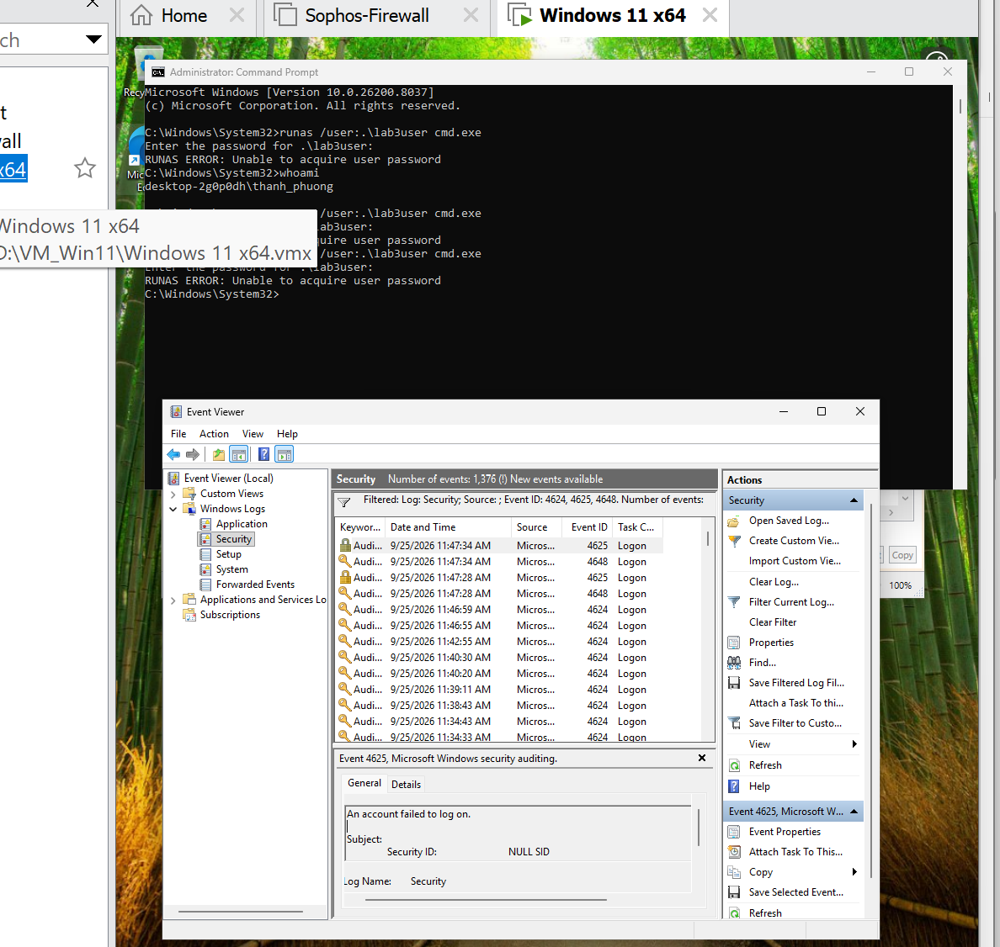 Home
Sophos-Firewall
Windows 11 x64
ch
t
all
x64
Windows 11 x64
D:\VM_Win11\Windows 11 x64.vmx
Recy
Mic
Ed
Administrator: Command Prompt
Microsoft Windows [Version 10.0.26200.8037]
(c) Microsoft Corporation. All rights reserved.
C:\Windows\System32>runas /user:.\lab3user cmd.exe
Enter the password for .\lab3user:
RUNAS ERROR: Unable to acquire user password
C:\Windows\System32>whoami
desktop-2g0p0dh\thanh_phuong
/user:.\lab3user cmd.exe
lab3user:
uire user password
/user:.\lab3user cmd.exe
Enter the password for .\lab3user:
RUNAS ERROR: Unable to acquire user password
C:\Windows\System32>
Event Viewer
File Action View Help
Event Viewer (Local)
Custom Views
Windows Logs
Application
Security
Setup
System
Forwarded Events
Applications and Services Lo
Subscriptions
Security Number of events: 1,376 (!) New events available
Filtered: Log: Security; Source: ; Event ID: 4624, 4625, 4648. Number of events:
Keywor... Date and Time Source Event ID Task C...
Audi... 9/25/2026 11:47:34 AM Micros... 4625 Logon
Audi... 9/25/2026 11:47:34 AM Micros... 4648 Logon
Audi... 9/25/2026 11:47:28 AM Micros... 4625 Logon
Audi... 9/25/2026 11:47:28 AM Micros... 4648 Logon
Audi... 9/25/2026 11:46:59 AM Micros... 4624 Logon
Audi... 9/25/2026 11:46:55 AM Micros... 4624 Logon
Audi... 9/25/2026 11:42:55 AM Micros... 4624 Logon
Audi... 9/25/2026 11:40:30 AM Micros... 4624 Logon
Audi... 9/25/2026 11:40:20 AM Micros... 4624 Logon
Audi... 9/25/2026 11:39:11 AM Micros... 4624 Logon
Audi... 9/25/2026 11:38:43 AM Micros... 4624 Logon
Audi... 9/25/2026 11:34:43 AM Micros... 4624 Logon
Audi... 9/25/2026 11:34:33 AM Micros... 4624 Logon
Event 4625, Microsoft Windows security auditing.
General Details
An account failed to log on.
Subject:
Security ID: NULL SID
Log Name: Security
Actions
Security
Open Saved Log...
Create Custom Vie...
Import Custom Vie...
Clear Log...
Filter Current Log...
Clear Filter
Properties
Find...
Save Filtered Log Fil...
Attach a Task To thi...
Save Filter to Custo...
View
Refresh
Help
Event 4625, Microsoft W...
Event Properties
Attach Task To This...
Copy
Save Selected Event...
Refresh
Copy
100%